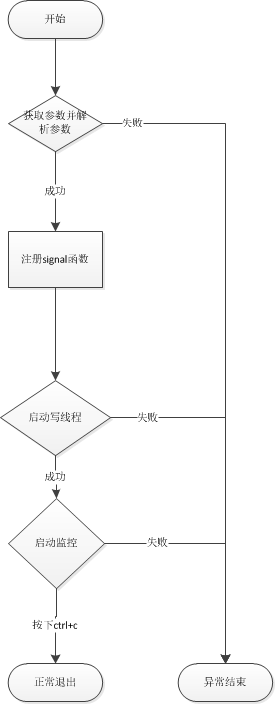 开始
获取参数并解
析参数
失败
成功
注册signal函数
启动写线程
失败
成功
启动监控
失败
按下ctrl+c
正常退出
异常结束